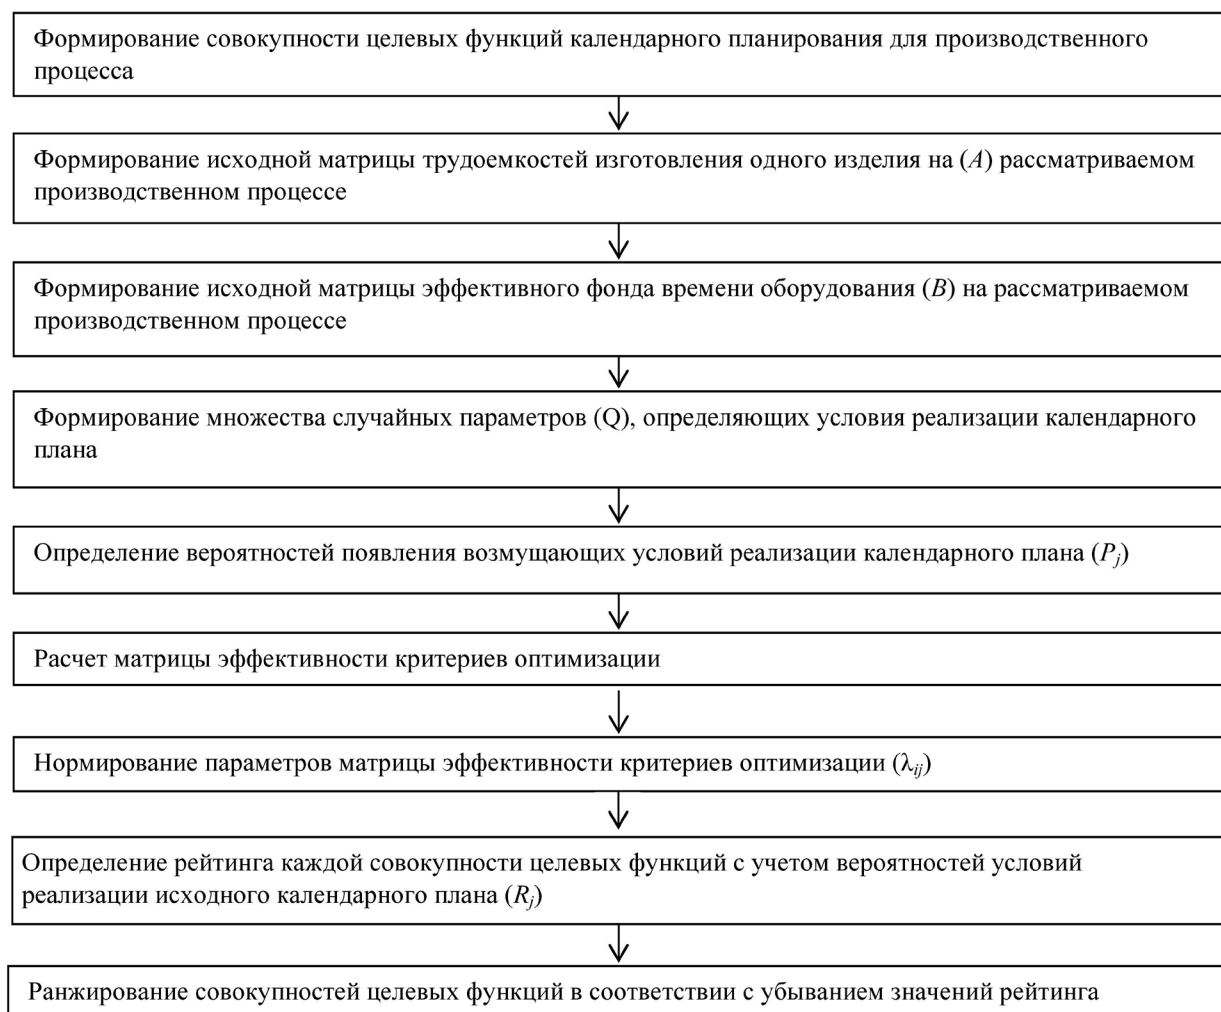 Формирование совокупности целевых функций календарного планирования для производственного
процесса
Формирование исходной матрицы трудоемкостей изготовления одного изделия на (A) рассматриваемом
производственном процессе
Формирование исходной матрицы эффективного фонда времени оборудования (B) на рассматриваемом
производственном процессе
Формирование множества случайных параметров (Q), определяющих условия реализации календарного
плана
Определение вероятностей появления возмущающих условий реализации календарного плана (Pj)
Расчет матрицы эффективности критериев оптимизации
Нормирование параметров матрицы эффективности критериев оптимизации (λij)
Определение рейтинга каждой совокупности целевых функций с учетом вероятностей условий
реализации исходного календарного плана (Rj)
Ранжирование совокупностей целевых функций в соответствии с убыванием значений рейтинга